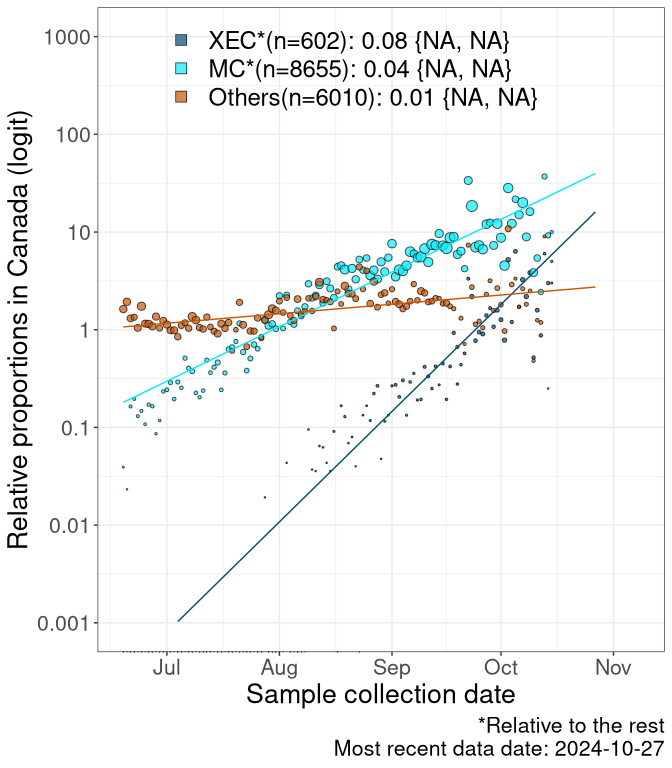 XEC*(n=602): 0.08 {NA, NA}
MC*(n=8655): 0.04 {NA, NA}
Others(n=6010): 0.01 {NA, NA}
Relative proportions in Canada (logit)
1000
100
10
1
0.1
0.01
0.001
Jul Aug Sep Oct Nov
Sample collection date
*Relative to the rest
Most recent data date: 2024-10-27